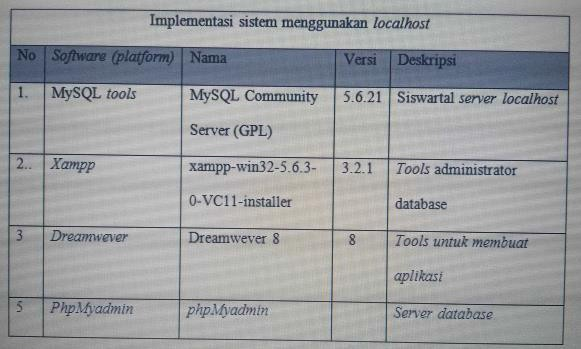 Implementasi sistem menggunakan localhost
No Software (platform) Nama Versi Deskripsi
1. MySQL tools MySQL Community 5.6.21 Siswartal server localhost
Server (GPL)
2.. Xampp xampp-win32-5.6.3- 3.2.1 Tools administrator
0-VC11-installer database
3 Dreamwever Dreamwever 8 8 Tools untuk membuat
aplikasi
5 PhpMyadmin phpMyadmin Server database